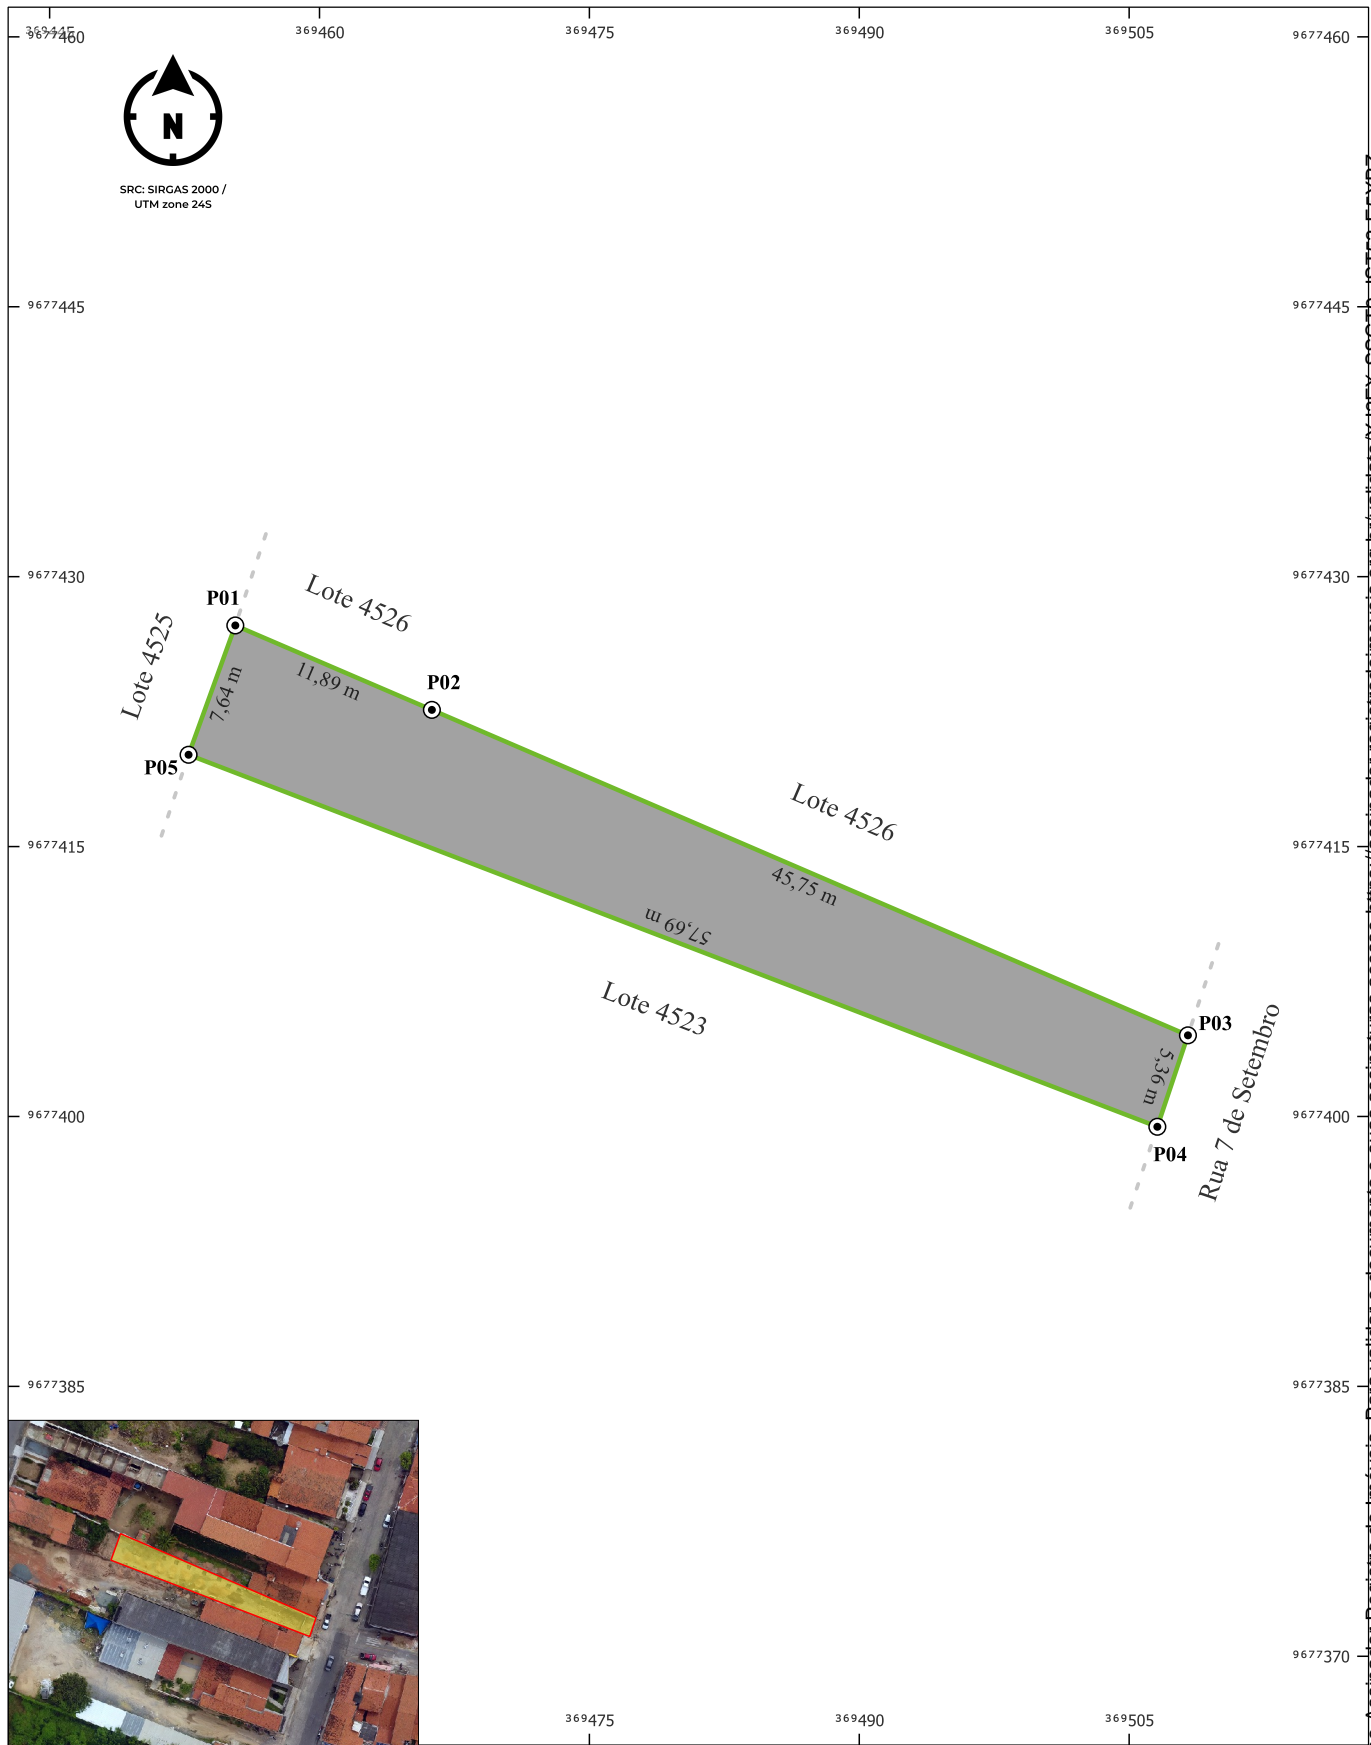 369445 369460 369475 369490 369505
9677460 9677460
N
SRC: SIRGAS 2000 /
UTM zone 24S
9677445 9677445
9677430 9677430
Lote 4526
P01
Lote 4525
11,89 m
7,64 m
P02
P05
Lote 4526
9677415 9677415
45,75 m
57,69 m
Lote 4523
P03
5,36 m
Rua 7 de Setembro
9677400 9677400
P04
9677385 9677385
9677370
369475 369490 369505